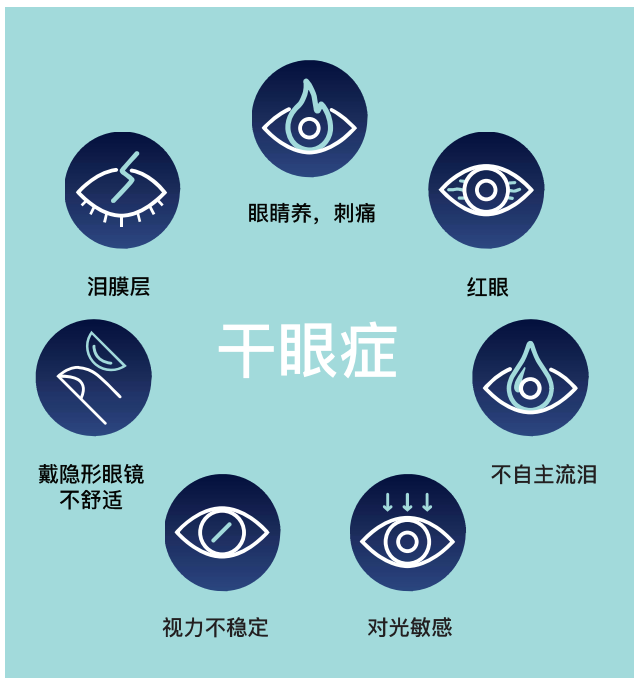 眼睛养，刺痛
泪膜层
红眼
干眼症
戴隐形眼镜
不舒适
不自主流泪
视力不稳定
对光敏感